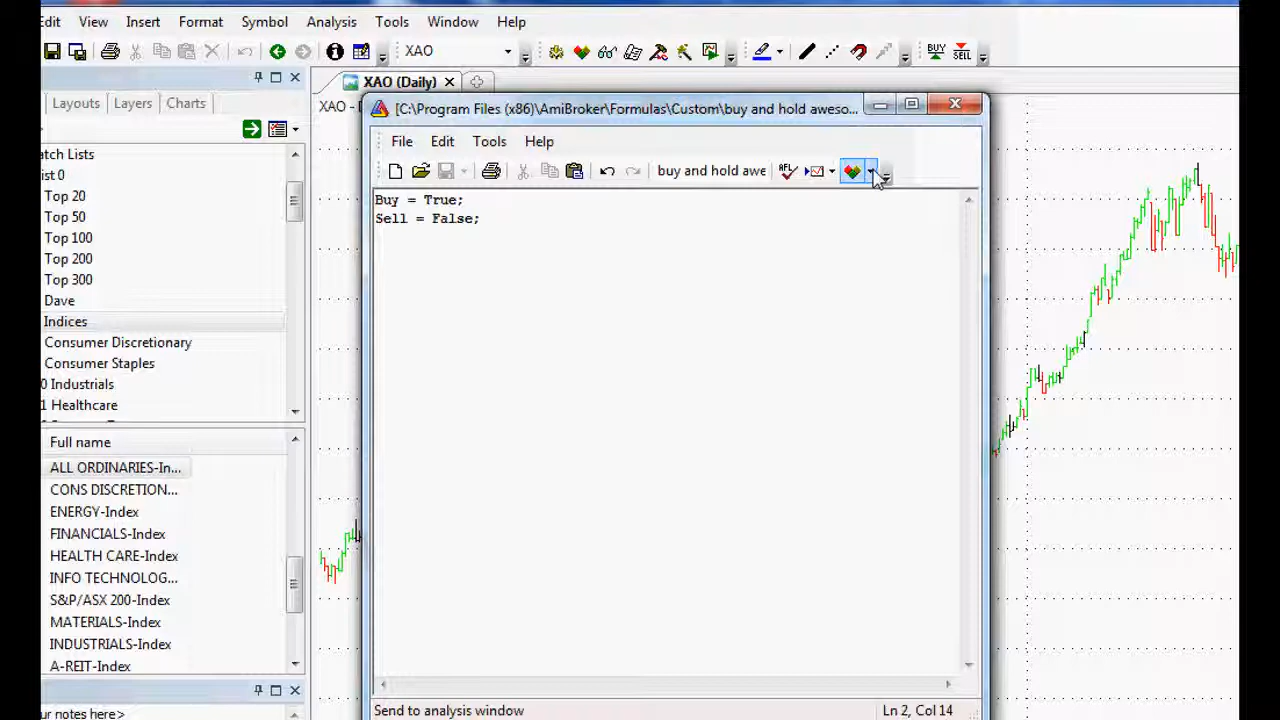 Edit View Insert Format Symbol Analysis Tools Window Help
XAO
BUY SELL
Layouts Layers Charts
XAO (Daily)
XAO -
atch Lists
ist 0
Top 20
Top 50
Top 100
Top 200
Top 300
Dave
Indices
Consumer Discretionary
Consumer Staples
0 Industrials
1 Healthcare
Full name
ALL ORDINARIES-In...
CONS DISCRETION...
ENERGY-Index
FINANCIALS-Index
HEALTH CARE-Index
INFO TECHNOLOG...
S&P/ASX 200-Index
MATERIALS-Index
INDUSTRIALS-Index
A-REIT-Index
ur notes here>
[C:\Program Files (x86)\AmiBroker\Formulas\Custom\buy and hold aweso...
File Edit Tools Help
buy and hold awe
AFL
Buy = True;
Sell = False;
Send to analysis window
Ln 2, Col 14